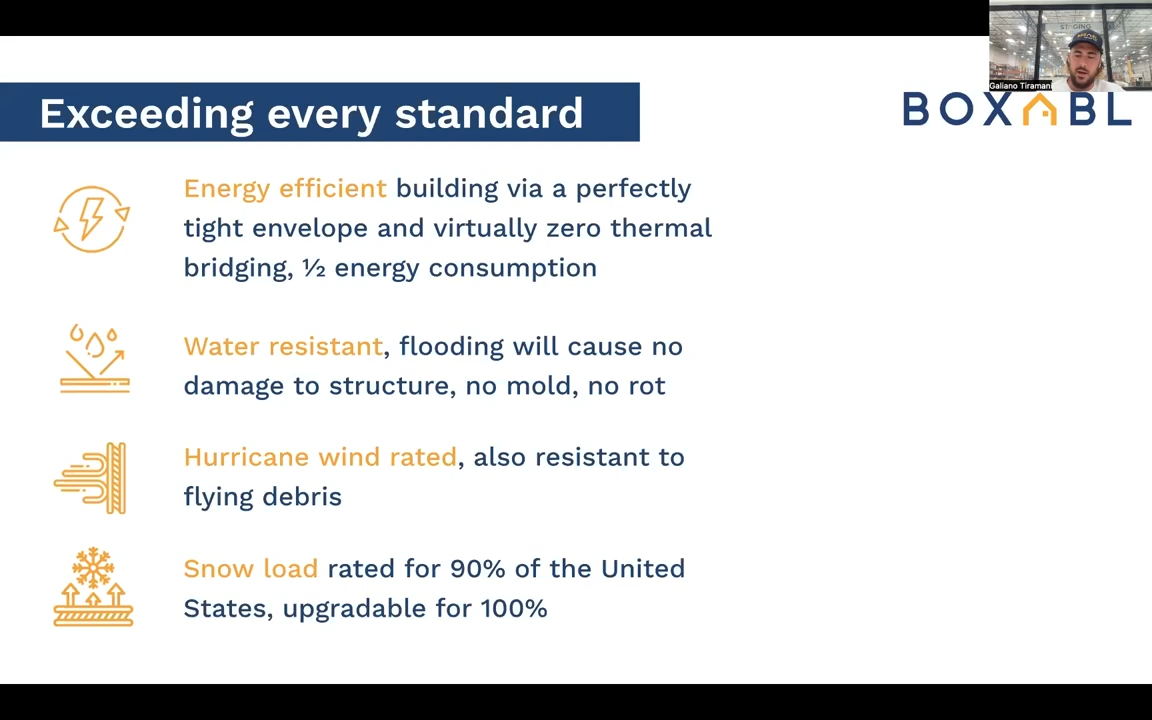 STAGING
Galiano Tiramani
BOXABL
Exceeding every standard
Energy efficient building via a perfectly
tight envelope and virtually zero thermal
bridging, ½ energy consumption
Water resistant, flooding will cause no
damage to structure, no mold, no rot
Hurricane wind rated, also resistant to
flying debris
Snow load rated for 90% of the United
States, upgradable for 100%